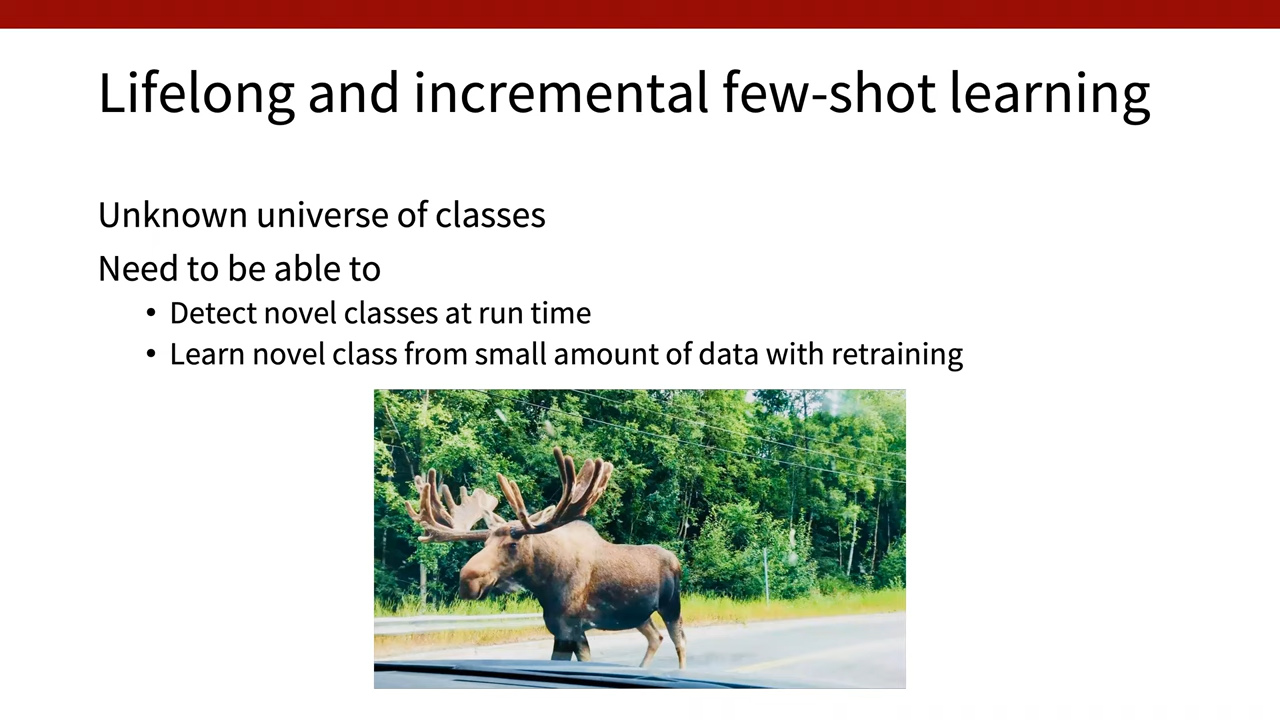 Lifelong and incremental few-shot learning
Unknown universe of classes
Need to be able to
• Detect novel classes at run time
• Learn novel class from small amount of data with retraining